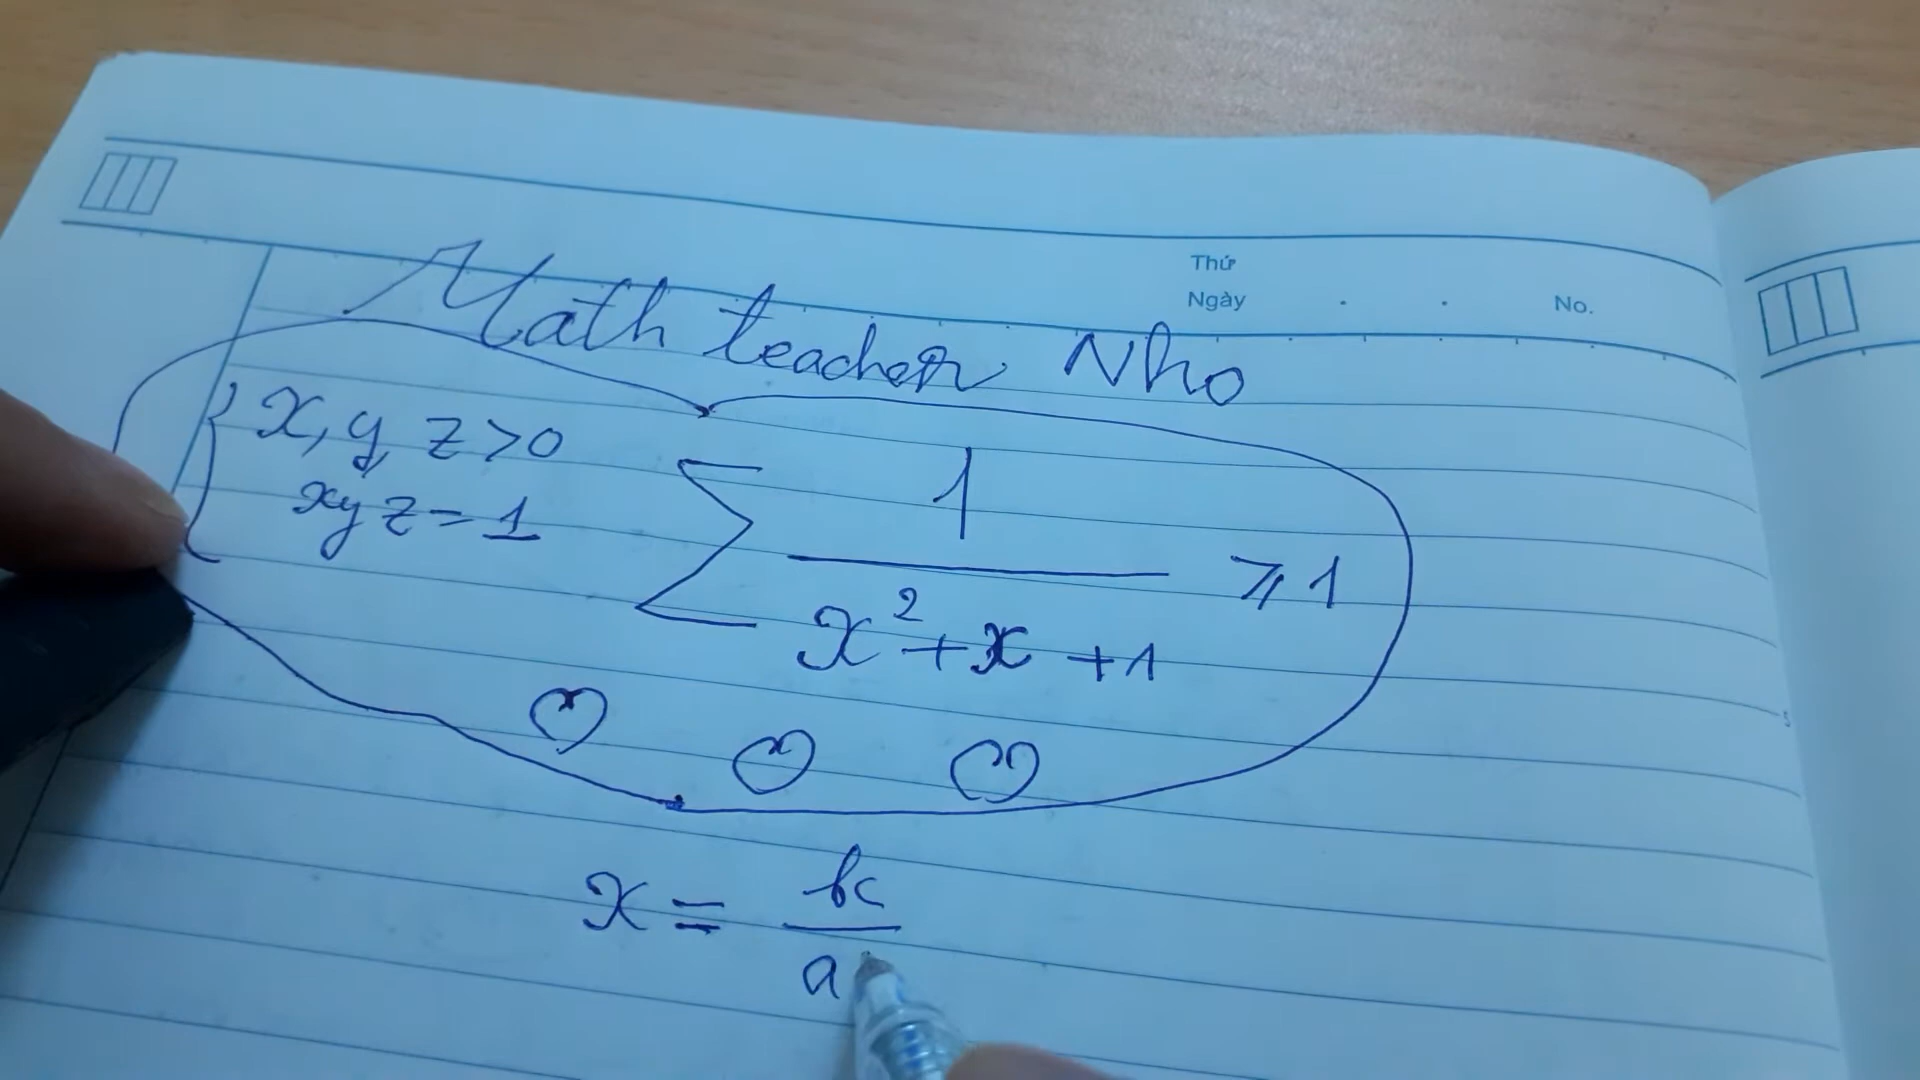 Thứ
Ngày . . No.
Math teacher Nho
x, y, z > 0
xyz = 1
∑ 1/(x² + x + 1) ≥ 1
x = bc/a